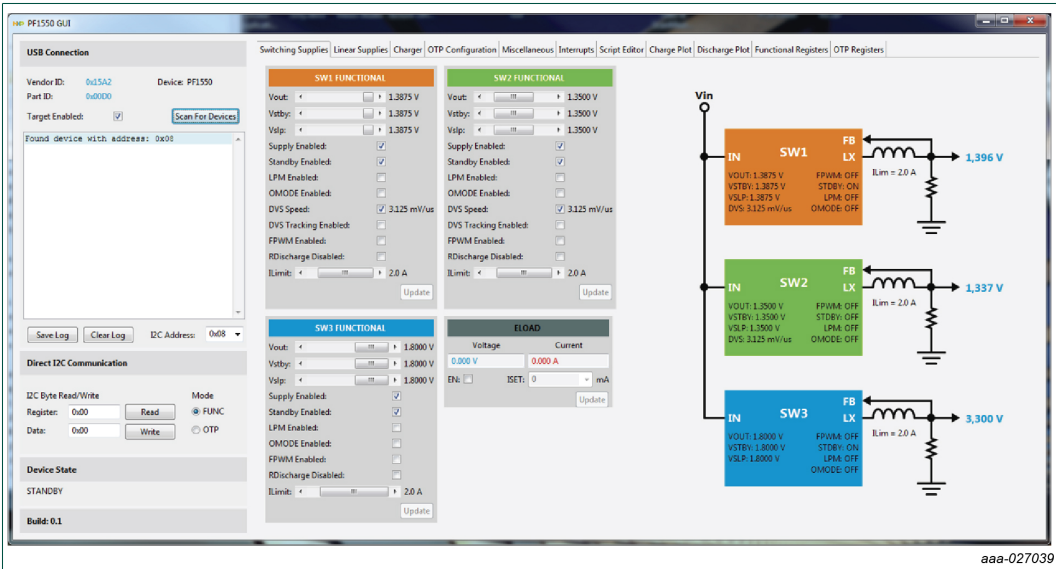 PF1550 GUI
USB Connection
Vendor ID: 0x15A2 Device: PF1550
Part ID: 0x00D0
Target Enabled: Scan For Devices
Found device with address: 0x08
Save Log Clear Log I2C Address: 0x08
Direct I2C Communication
I2C Byte Read/Write Mode
Register: 0x00 Read FUNC
Data: 0x00 Write OTP
Device State
STANDBY
Build: 0.1
Switching Supplies Linear Supplies Charger OTP Configuration Miscellaneous Interrupts Script Editor Charge Plot Discharge Plot Functional Registers OTP Registers
SW1 FUNCTIONAL
Vout: 1.3875 V
Vstby: 1.3875 V
Vslp: 1.3875 V
Supply Enabled:
Standby Enabled:
LPM Enabled:
OMODE Enabled:
DVS Speed: 3.125 mV/us
DVS Tracking Enabled:
FPWM Enabled:
RDischarge Disabled:
ILimit: 2.0 A
Update
SW2 FUNCTIONAL
Vout: 1.3500 V
Vstby: 1.3500 V
Vslp: 1.3500 V
Supply Enabled:
Standby Enabled:
LPM Enabled:
OMODE Enabled:
DVS Speed: 3.125 mV/us
DVS Tracking Enabled:
FPWM Enabled:
RDischarge Disabled:
ILimit: 2.0 A
Update
SW3 FUNCTIONAL
Vout: 1.8000 V
Vstby: 1.8000 V
Vslp: 1.8000 V
Supply Enabled:
Standby Enabled:
LPM Enabled:
OMODE Enabled:
FPWM Enabled:
RDischarge Disabled:
ILimit: 2.0 A
Update
ELOAD
Voltage Current
0.000 V 0.000 A
EN: ISET: 0 mA
Update
Vin
FB
IN SW1 LX
1,396 V
ILim = 2.0 A
VOUT: 1.3875 V FPWM: OFF
VSTBY: 1.3875 V STDBY: ON
VSLP: 1.3875 V LPM: OFF
DVS: 3.125 mV/us OMODE: OFF
FB
IN SW2 LX
1,337 V
ILim = 2.0 A
VOUT: 1.3500 V FPWM: OFF
VSTBY: 1.3500 V STDBY: ON
VSLP: 1.3500 V LPM: OFF
DVS: 3.125 mV/us OMODE: OFF
FB
IN SW3 LX
3,300 V
ILim = 2.0 A
VOUT: 1.8000 V FPWM: OFF
VSTBY: 1.8000 V STDBY: ON
VSLP: 1.8000 V LPM: OFF
OMODE: OFF
aaa-027039